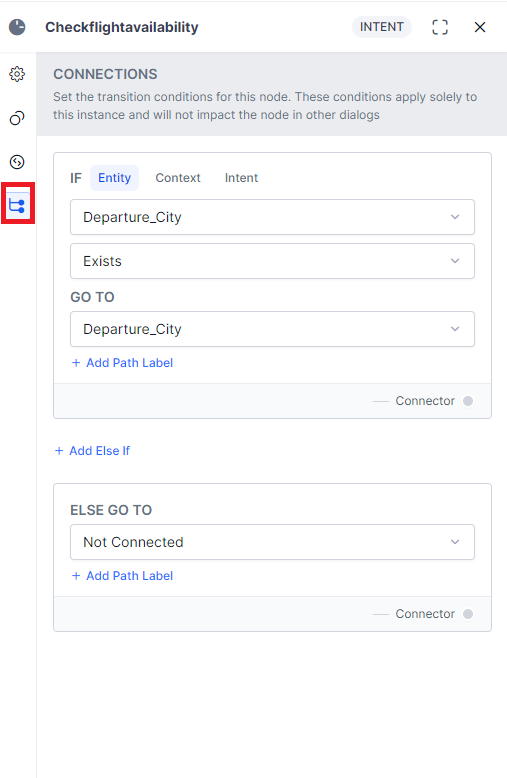 Checkflightavailability INTENT
CONNECTIONS
Set the transition conditions for this node. These conditions apply solely to
this instance and will not impact the node in other dialogs
IF Entity Context Intent
Departure_City
Exists
GO TO
Departure_City
+ Add Path Label
Connector
+ Add Else If
ELSE GO TO
Not Connected
+ Add Path Label
Connector